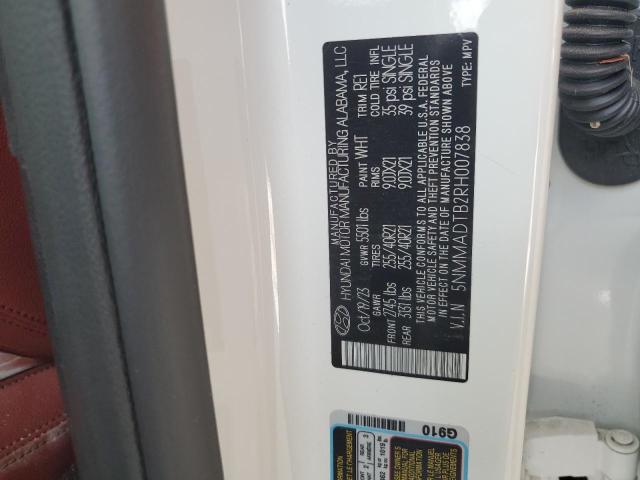 MANUFACTURED BY
HYUNDAI MOTOR MANUFACTURING ALABAMA, LLC
Oct/19/23 GVWR 5501 lbs PAINT WHT TRIM RE1
GAWR TIRES RIMS COLD TIRE INFL
FRONT 2745 lbs 255/40R21 9.0JX21 35 psi SINGLE
REAR 3131 lbs 255/40R21 9.0JX21 39 psi SINGLE
THIS VEHICLE CONFORMS TO ALL APPLICABLE U.S.A. FEDERAL
MOTOR VEHICLE SAFETY AND THEFT PREVENTION STANDARDS
IN EFFECT ON THE DATE OF MANUFACTURE SHOWN ABOVE
V.I.N 5NMMADTB2RH007838 TYPE: MPV
G910